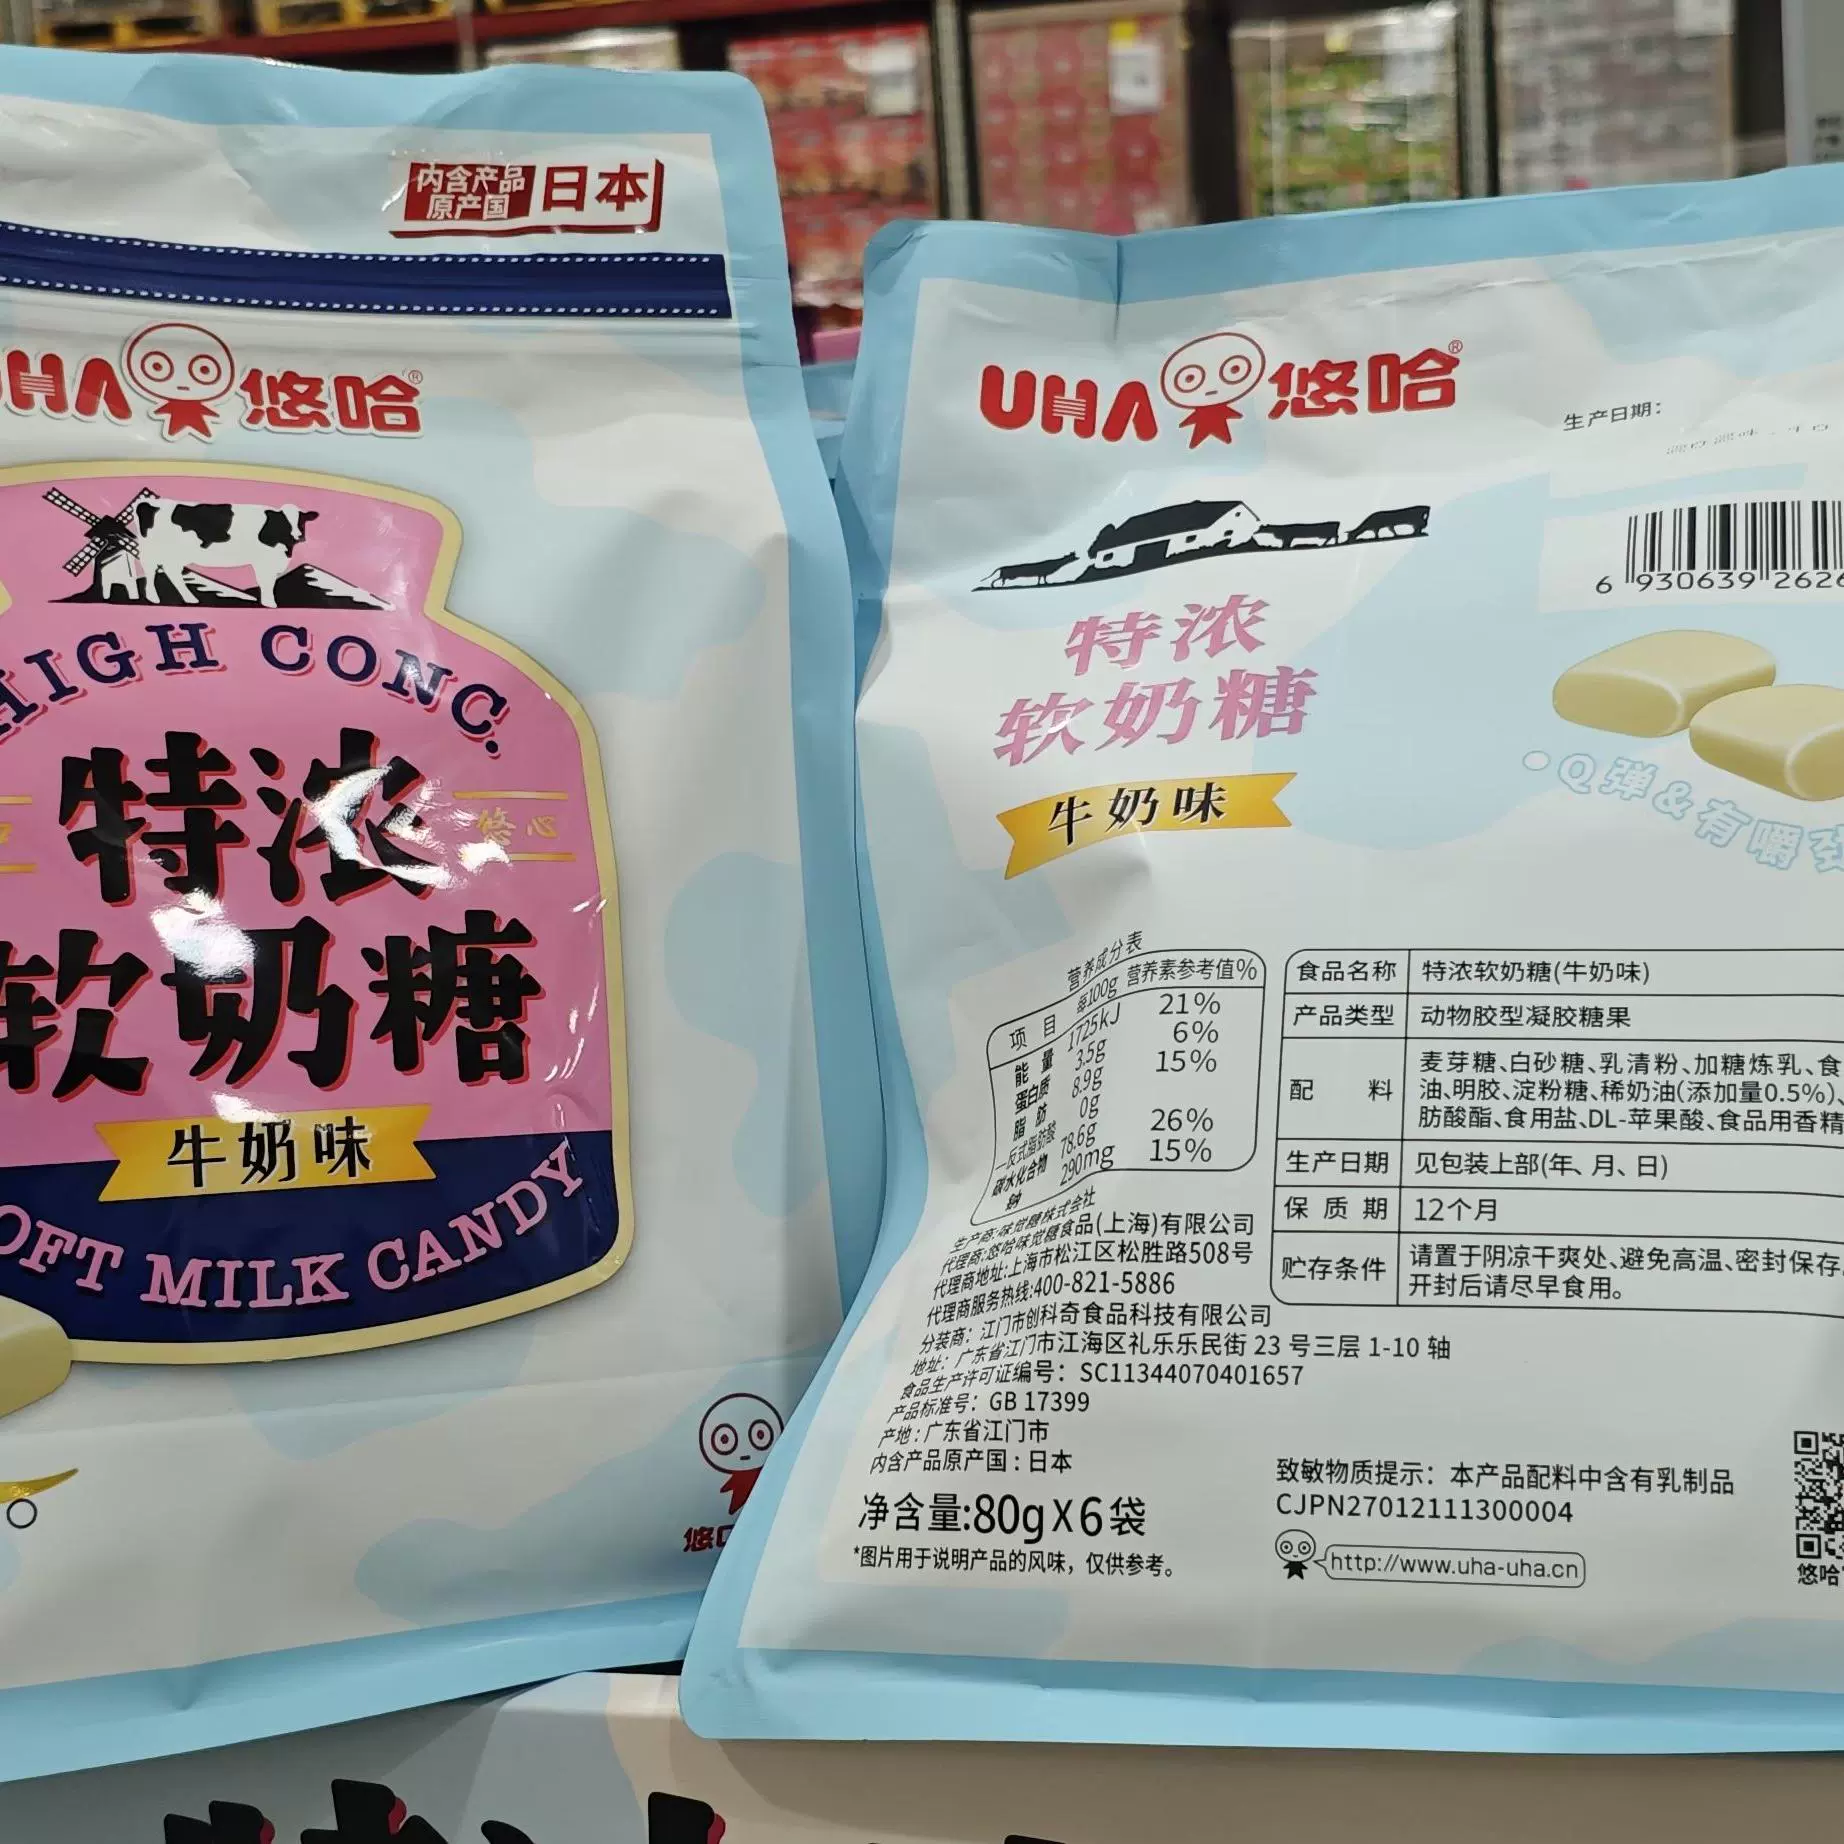 内含产品
原产国
日本
UHA 悠哈®
HIGH CONC.
特浓
悠心
软奶糖
牛奶味
SOFT MILK CANDY
UHA 悠哈®
生产日期:
6 930639 2626
特浓
软奶糖
牛奶味
Q弹&有嚼劲
营养成分表
项 目 每100g 营养素参考值%
能 量 1725kJ 21%
蛋白质 3.5g 6%
脂 肪 8.9g 15%
—反式脂肪酸 0g
碳水化合物 78.6g 26%
钠 290mg 15%
食品名称 特浓软奶糖(牛奶味)
产品类型 动物胶型凝胶糖果
配 料 麦芽糖、白砂糖、乳清粉、加糖炼乳、食
油、明胶、淀粉糖、稀奶油(添加量0.5%)、
肪酸酯、食用盐、DL-苹果酸、食品用香精
生产日期 见包装上部(年、月、日)
保 质 期 12个月
贮存条件 请置于阴凉干爽处、避免高温、密封保存
开封后请尽早食用。
生产商:味觉糖株式会社
代理商:悠哈味觉糖食品(上海)有限公司
代理商地址:上海市松江区松胜路508号
代理商服务热线:400-821-5886
分装商：江门市创科奇食品科技有限公司
地址：广东省江门市江海区礼乐乐民街 23 号三层 1-10 轴
食品生产许可证编号：SC11344070401657
产品标准号：GB 17399
产地：广东省江门市
内含产品原产国：日本
净含量:80gX6袋
*图片用于说明产品的风味，仅供参考。
致敏物质提示：本产品配料中含有乳制品
CJPN27012111300004
http://www.uha-uha.cn
悠哈